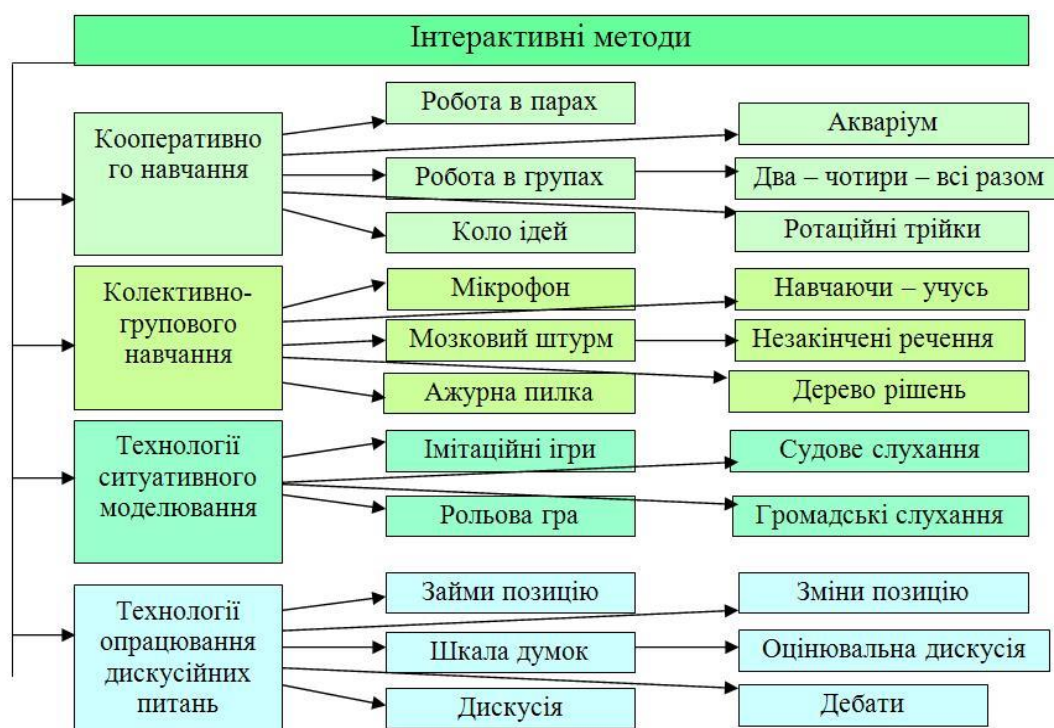 Інтерактивні методи
Кооперативно
го навчання
Робота в парах
Акваріум
Робота в групах
Два – чотири – всі разом
Коло ідей
Ротаційні трійки
Колективно-
групового
навчання
Мікрофон
Навчаючи – учусь
Мозковий штурм
Незакінчені речення
Ажурна пилка
Дерево рішень
Технології
ситуативного
моделювання
Імітаційні ігри
Судове слухання
Рольова гра
Громадські слухання
Технології
опрацювання
дискусійних
питань
Займи позицію
Зміни позицію
Шкала думок
Оцінювальна дискусія
Дискусія
Дебати